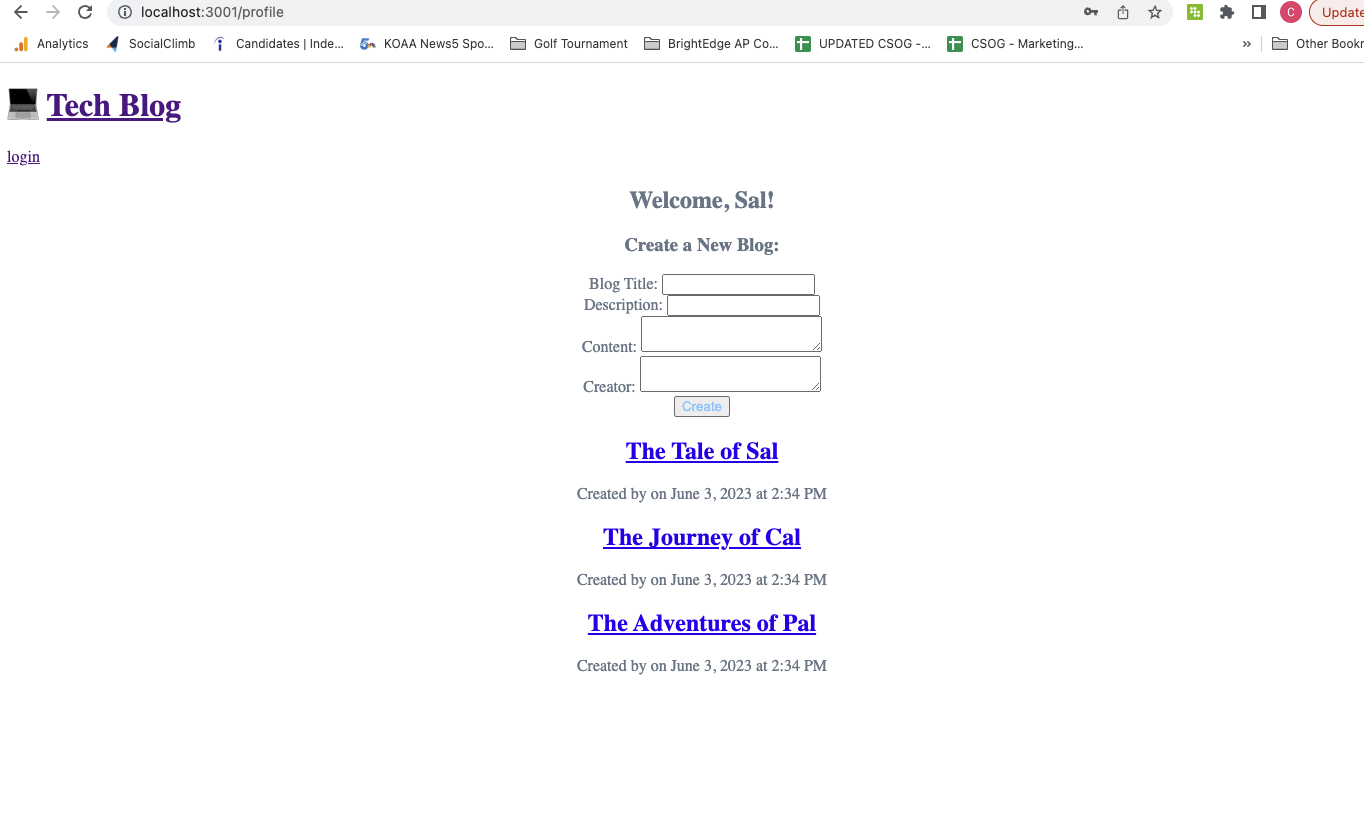 localhost:3001/profile
C
Update
Analytics
SocialClimb
Candidates | Inde...
KOAA News5 Spo...
Golf Tournament
BrightEdge AP Co...
UPDATED CSOG -...
CSOG - Marketing...
»
Other Bookr
Tech Blog
login
Welcome, Sal!
Create a New Blog:
Blog Title:
Description:
Content:
Creator:
Create
The Tale of Sal
Created by on June 3, 2023 at 2:34 PM
The Journey of Cal
Created by on June 3, 2023 at 2:34 PM
The Adventures of Pal
Created by on June 3, 2023 at 2:34 PM